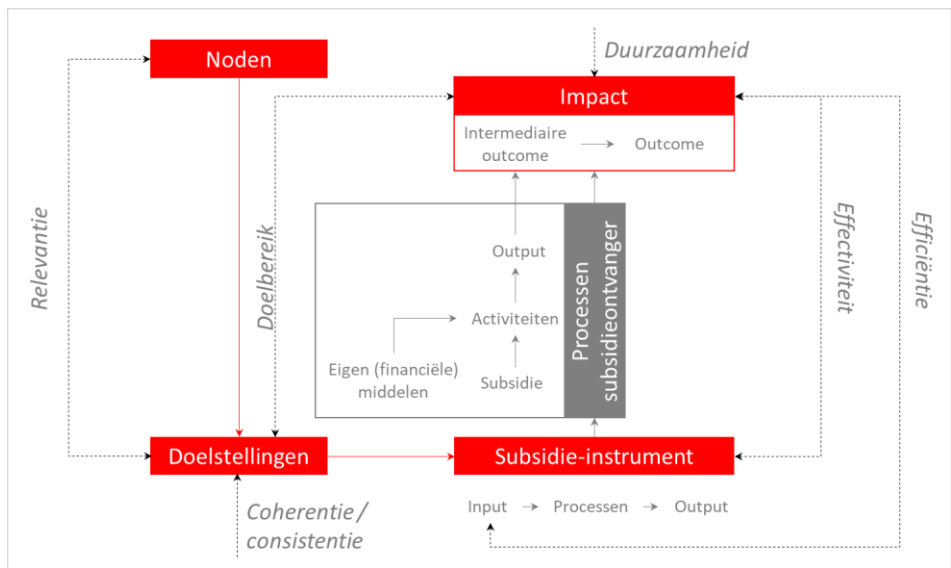 Noden
Duurzaamheid
Impact
Intermediaire
outcome
Outcome
Relevantie
Doelbereik
Output
Activiteiten
Eigen (financiële)
middelen
Subsidie
Processen
subsidieontvanger
Effectiviteit
Efficiëntie
Doelstellingen
Subsidie-instrument
Coherentie /
consistentie
Input
Processen
Output